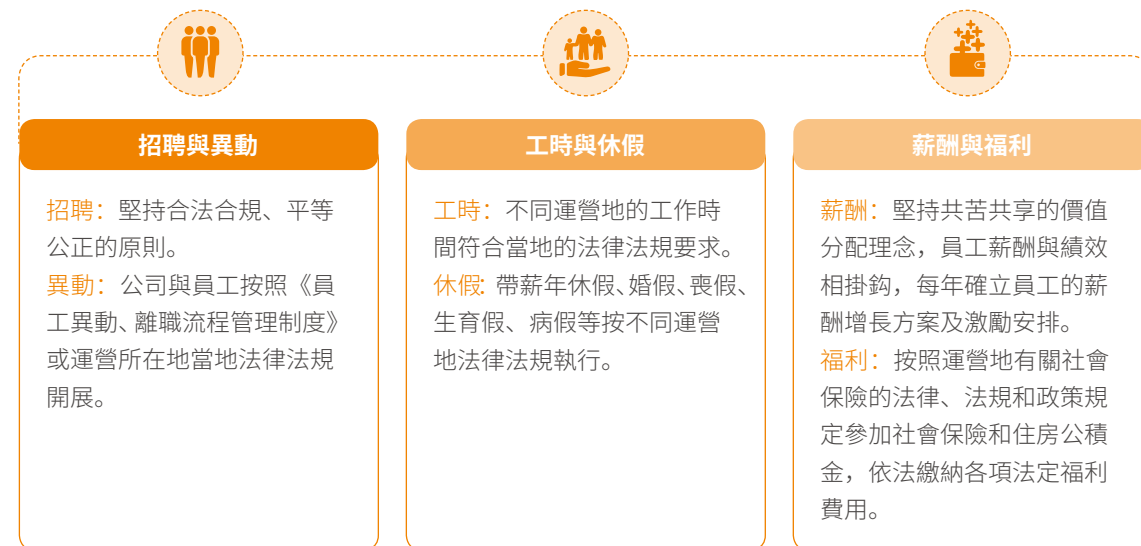 招聘與異動
招聘：堅持合法合規、平等
公正的原則。
異動：公司與員工按照《員
工異動、離職流程管理制度》
或運營所在地當地法律法規
開展。
工時與休假
工時：不同運營地的工作時
間符合當地的法律法規要求。
休假：帶薪年休假、婚假、喪假、
生育假、病假等按不同運營
地法律法規執行。
薪酬與福利
薪酬：堅持共苦共享的價值
分配理念，員工薪酬與績效
相掛鈎，每年確立員工的薪
酬增長方案及激勵安排。
福利：按照運營地有關社會
保險的法律、法規和政策規
定參加社會保險和住房公積
金，依法繳納各項法定福利
費用。